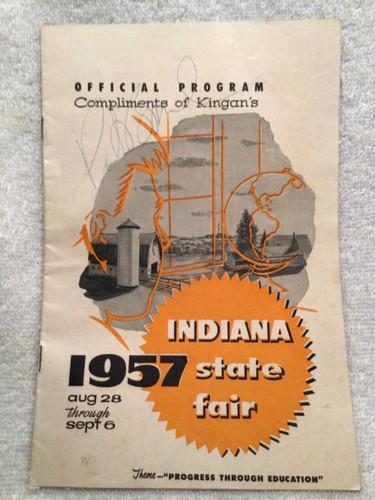 OFFICIAL PROGRAM
Compliments of Kingan's
INDIANA
1957 state
aug 28 fair
through
sept 6
Theme—"PROGRESS THROUGH EDUCATION"